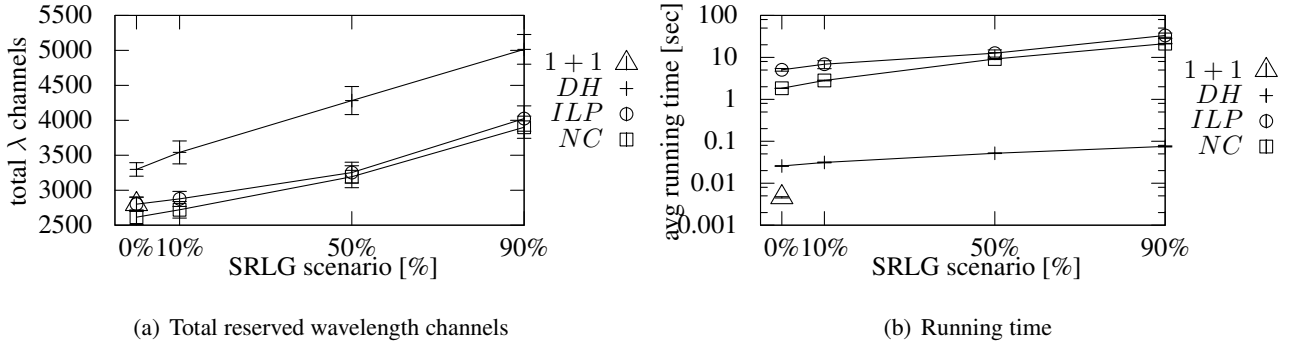 total λ channels
5500
5000
4500
4000
3500
3000
2500
0% 10% 50% 90%
SRLG scenario [%]
1 + 1
DH
ILP
NC
(a) Total reserved wavelength channels
avg running time [sec]
100
10
1
0.1
0.01
0.001
0% 10% 50% 90%
SRLG scenario [%]
1 + 1
DH
ILP
NC
(b) Running time